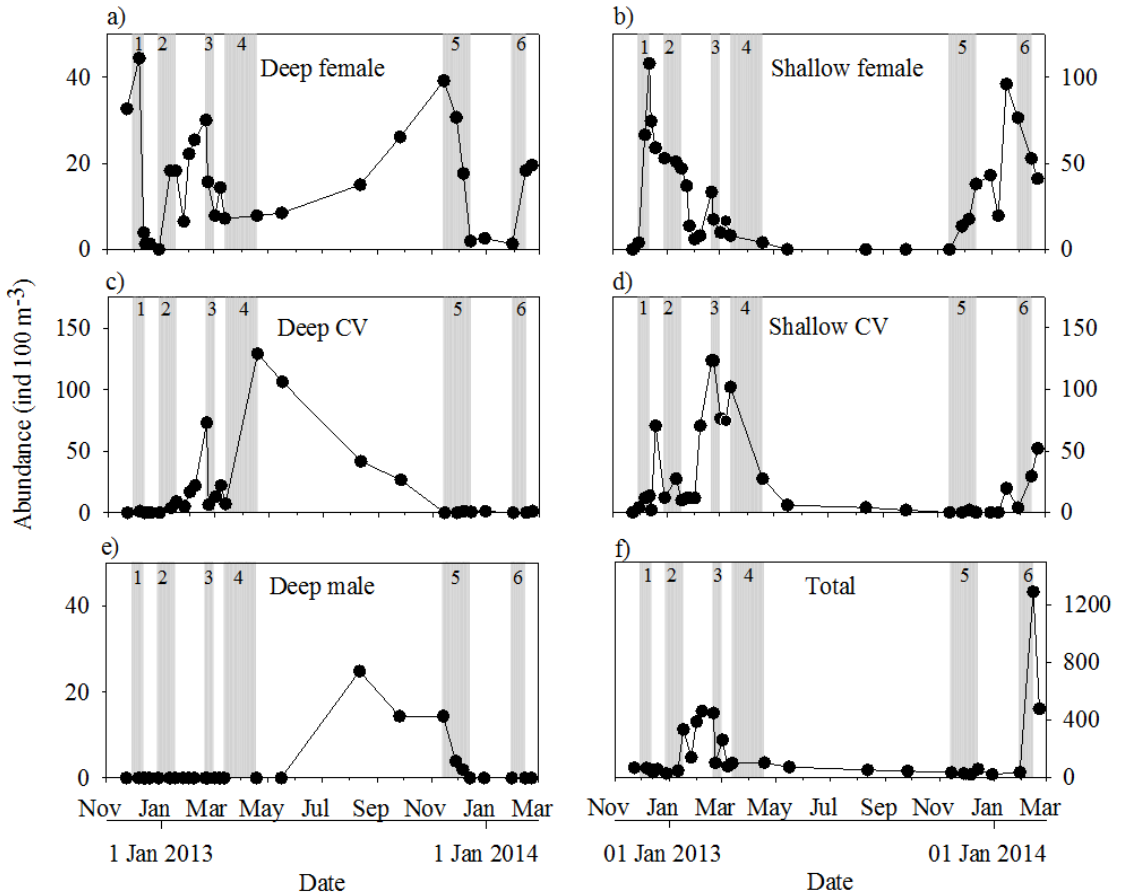 a)
b)
1 2 3 4 5 6
1 2 3 4 5 6
Deep female
Shallow female
40
20
0
100
50
0
c)
d)
1 2 3 4 5 6
1 2 3 4 5 6
Deep CV
Shallow CV
150
100
50
0
150
100
50
0
Abundance (ind 100 m⁻³)
e)
f)
1 2 3 4 5 6
1 2 3 4 5 6
Deep male
Total
40
20
0
1200
800
400
0
Nov Jan Mar May Jul Sep Nov Jan Mar
Nov Jan Mar May Jul Sep Nov Jan Mar
1 Jan 2013 1 Jan 2014
01 Jan 2013 01 Jan 2014
Date
Date